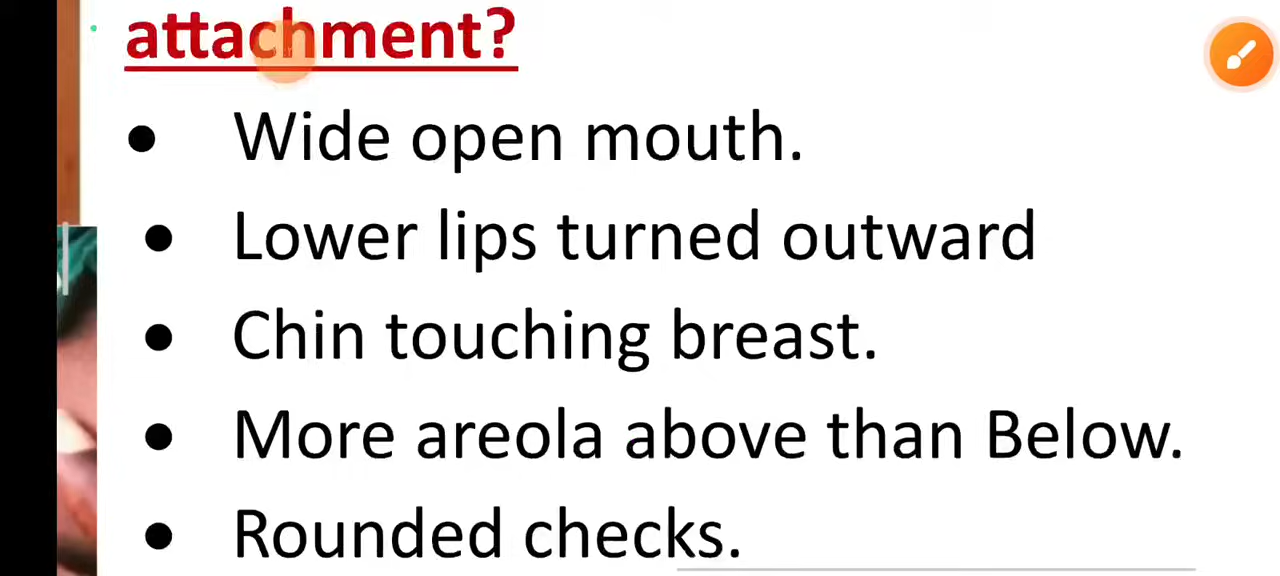 attachment?
• Wide open mouth.
• Lower lips turned outward
• Chin touching breast.
• More areola above than Below.
• Rounded checks.